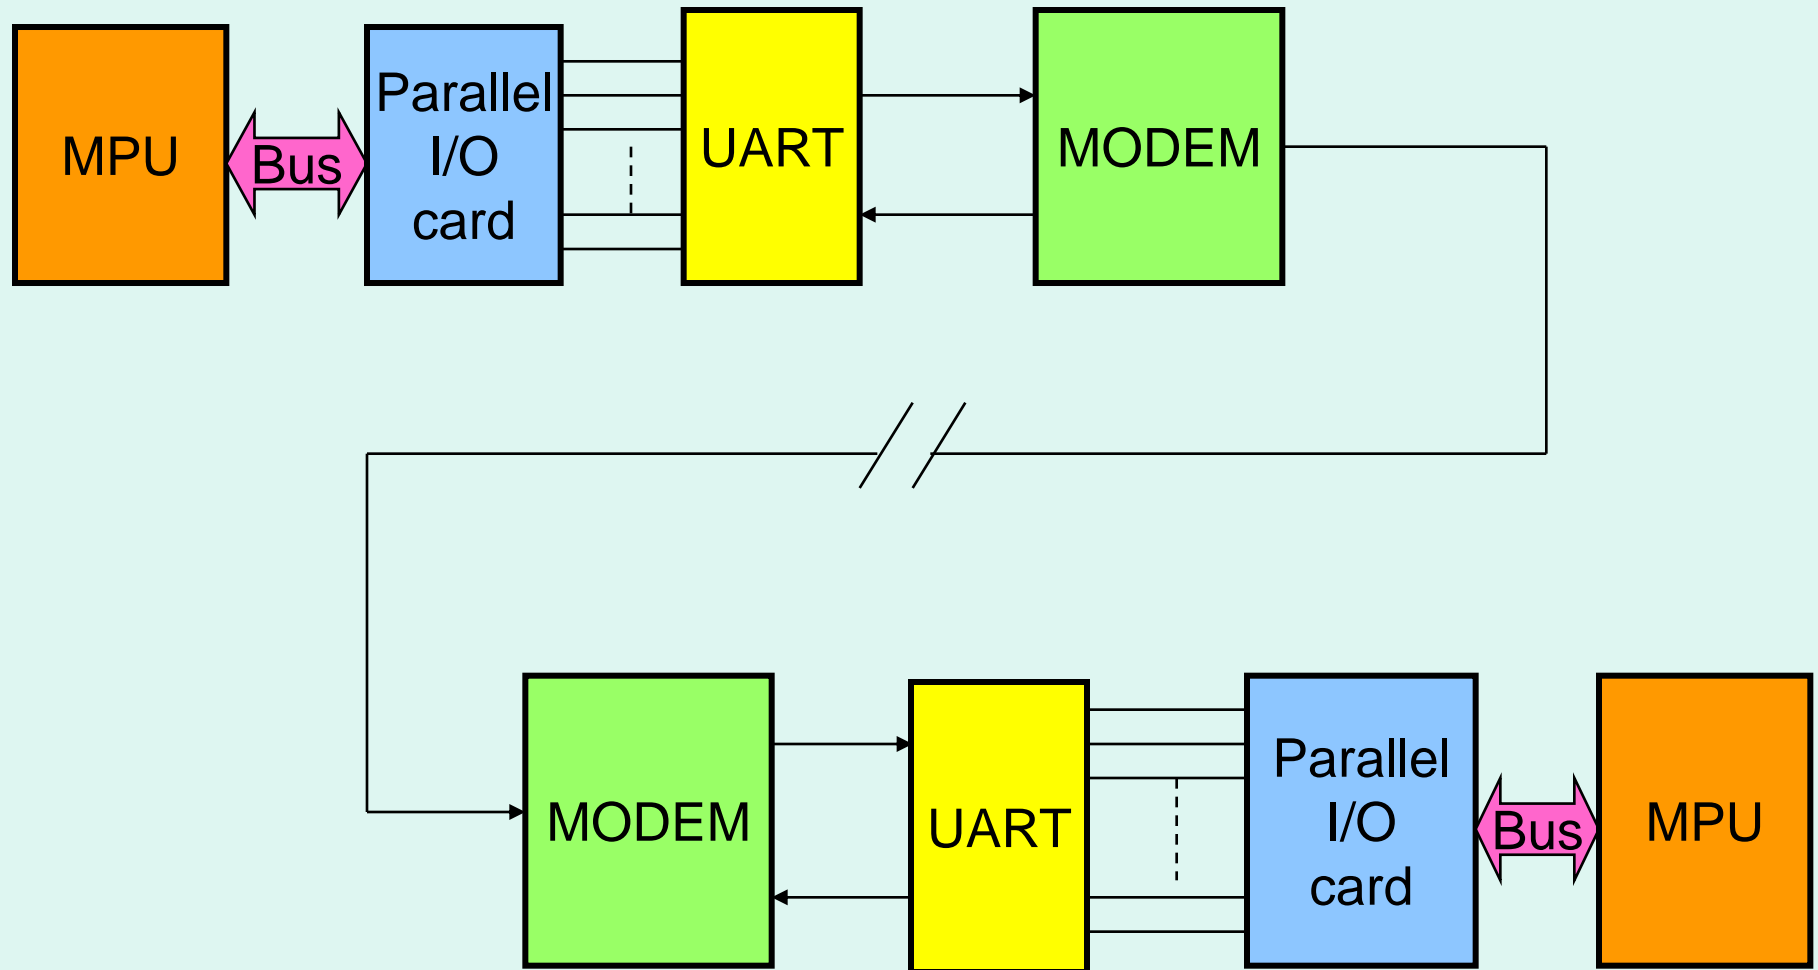 MPU
Bus
Parallel
I/O
card
UART
MODEM
MODEM
UART
Parallel
I/O
card
Bus
MPU